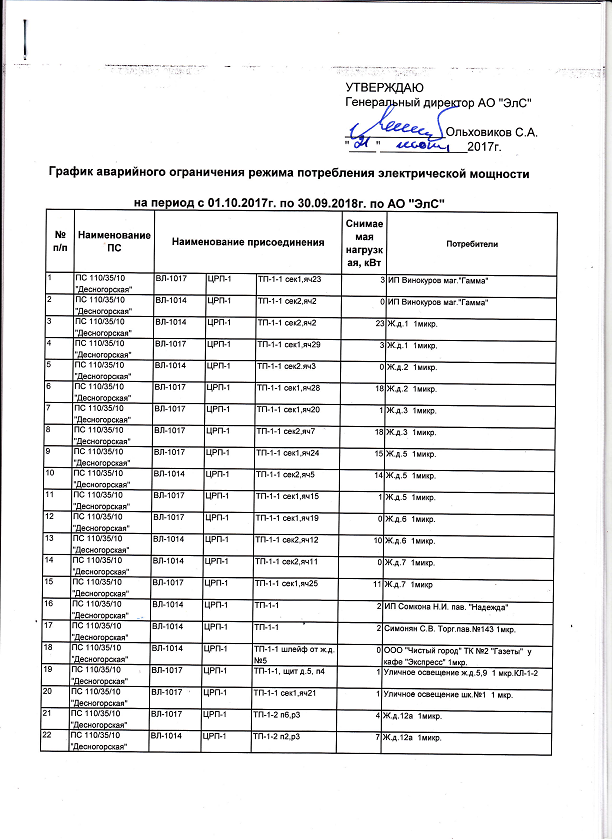 УТВЕРЖДАЮ
Генеральный директор АО "ЭлС"
Ольховиков С.А.
" 21 " 2017г.
График аварийного ограничения режима потребления электрической мощности
на период с 01.10.2017г. по 30.09.2018г. по АО "ЭлС"
№ п/п Наименование ПС Наименование присоединения Снимаемая нагрузка, кВт Потребители
1 ПС 110/35/10 "Десногорская" ВЛ-1017 ЦРП-1 ТП-1-1 сек1,яч23 3 ИП Винокуров маг."Гамма"
2 ПС 110/35/10 "Десногорская" ВЛ-1014 ЦРП-1 ТП-1-1 сек2,яч2 0 ИП Винокуров маг."Гамма"
3 ПС 110/35/10 "Десногорская" ВЛ-1014 ЦРП-1 ТП-1-1 сек2,яч2 23 Ж.д.1 1микр.
4 ПС 110/35/10 "Десногорская" ВЛ-1017 ЦРП-1 ТП-1-1 сек1,яч29 3 Ж.д.1 1микр.
5 ПС 110/35/10 "Десногорская" ВЛ-1014 ЦРП-1 ТП-1-1 сек2.яч3 0 Ж.д.2 1микр.
6 ПС 110/35/10 "Десногорская" ВЛ-1017 ЦРП-1 ТП-1-1 сек1,яч28 18 Ж.д.2 1микр.
7 ПС 110/35/10 "Десногорская" ВЛ-1017 ЦРП-1 ТП-1-1 сек1,яч20 1 Ж.д.3 1микр.
8 ПС 110/35/10 "Десногорская" ВЛ-1017 ЦРП-1 ТП-1-1 сек2,яч7 18 Ж.д.3 1микр.
9 ПС 110/35/10 "Десногорская" ВЛ-1017 ЦРП-1 ТП-1-1 сек1,яч24 15 Ж.д.5 1микр.
10 ПС 110/35/10 "Десногорская" ВЛ-1014 ЦРП-1 ТП-1-1 сек2,яч5 14 Ж.д.5 1микр.
11 ПС 110/35/10 "Десногорская" ВЛ-1017 ЦРП-1 ТП-1-1 сек1,яч15 1 Ж.д.5 1микр.
12 ПС 110/35/10 "Десногорская" ВЛ-1017 ЦРП-1 ТП-1-1 сек1,яч19 0 Ж.д.6 1микр.
13 ПС 110/35/10 "Десногорская" ВЛ-1014 ЦРП-1 ТП-1-1 сек2,яч12 10 Ж.д.6 1микр.
14 ПС 110/35/10 "Десногорская" ВЛ-1014 ЦРП-1 ТП-1-1 сек2,яч11 0 Ж.д.7 1микр.
15 ПС 110/35/10 "Десногорская" ВЛ-1017 ЦРП-1 ТП-1-1 сек1,яч25 11 Ж.д.7 1микр
16 ПС 110/35/10 "Десногорская" ВЛ-1014 ЦРП-1 ТП-1-1 2 ИП Сомкона Н.И. пав. "Надежда"
17 ПС 110/35/10 "Десногорская" ВЛ-1014 ЦРП-1 ТП-1-1 2 Симонян С.В. Торг.пав.№143 1мкр.
18 ПС 110/35/10 "Десногорская" ВЛ-1014 ЦРП-1 ТП-1-1 шлейф от ж.д. №5 0 ООО "Чистый город" ТК №2 "Газеты" у кафе "Экспресс" 1мкр.
19 ПС 110/35/10 "Десногорская" ВЛ-1017 ЦРП-1 ТП-1-1, щит д.5, п4 1 Уличное освещение ж.д.5,9 1 мкр.КЛ-1-2
20 ПС 110/35/10 "Десногорская" ВЛ-1017 ЦРП-1 ТП-1-1 сек1,яч21 1 Уличное освещение шк.№1 1 мкр.
21 ПС 110/35/10 "Десногорская" ВЛ-1017 ЦРП-1 ТП-1-2 п6,р3 4 Ж.д.12а 1микр.
22 ПС 110/35/10 "Десногорская" ВЛ-1014 ЦРП-1 ТП-1-2 п2,р3 7 Ж.д.12а 1микр.